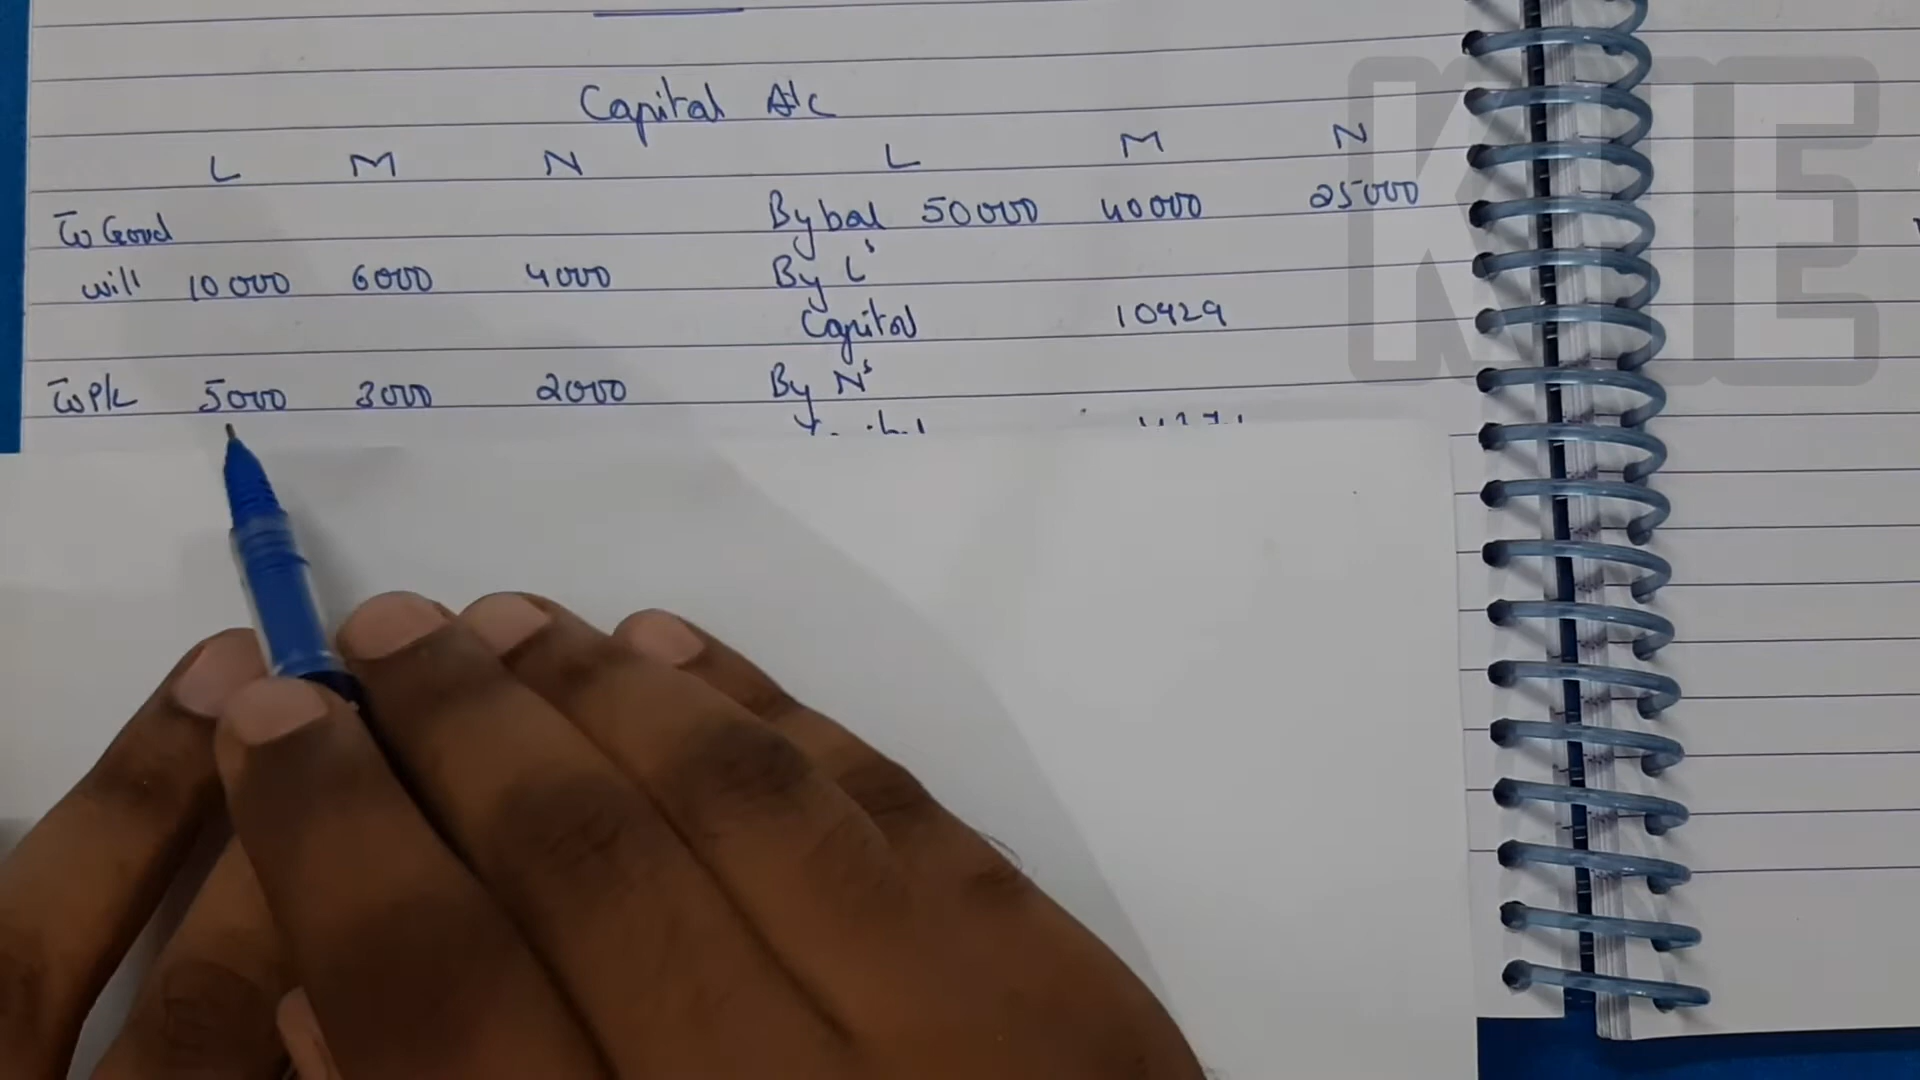 Capital A/c
L M N L M N
To Good By bal 50000 40000 25000
will 10000 6000 4000 By L's
Capital 10429
To P/L 5000 3000 2000 By N's
KE